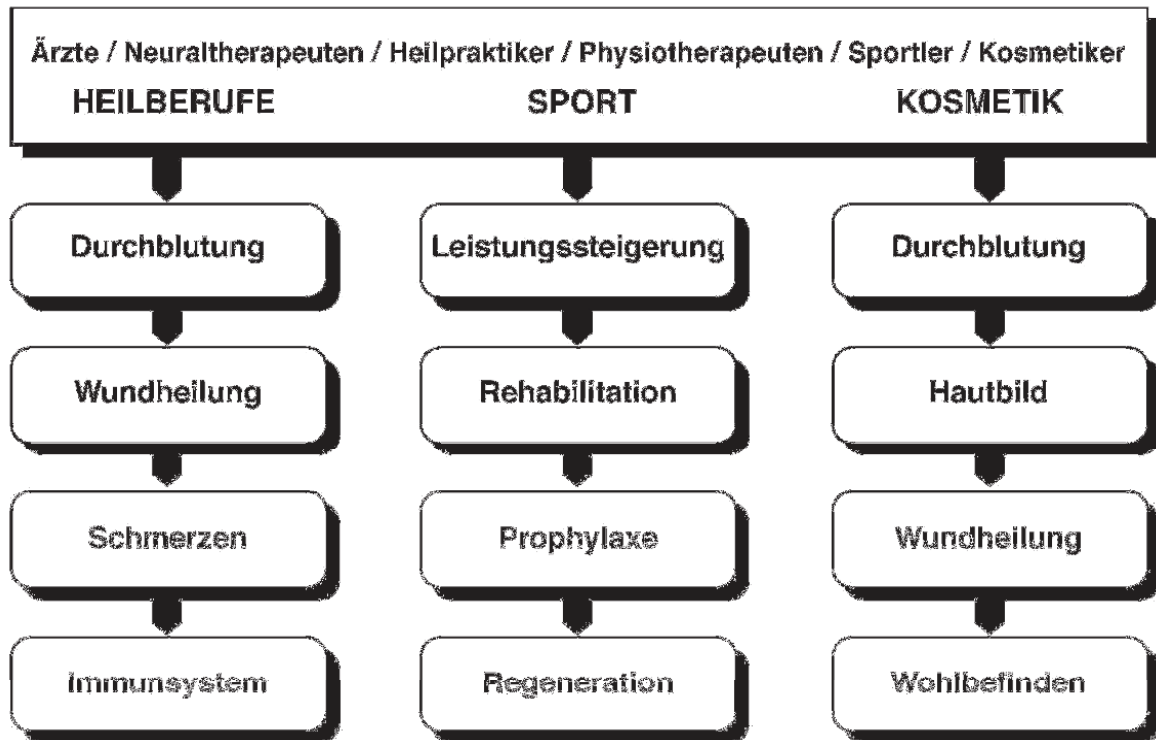 Ärzte / Neuraltherapeuten / Heilpraktiker / Physiotherapeuten / Sportler / Kosmetiker
HEILBERUFE SPORT KOSMETIK
Durchblutung Leistungssteigerung Durchblutung
Wundheilung Rehabilitation Hautbild
Schmerzen Prophylaxe Wundheilung
Immunsystem Regeneration Wohlbefinden